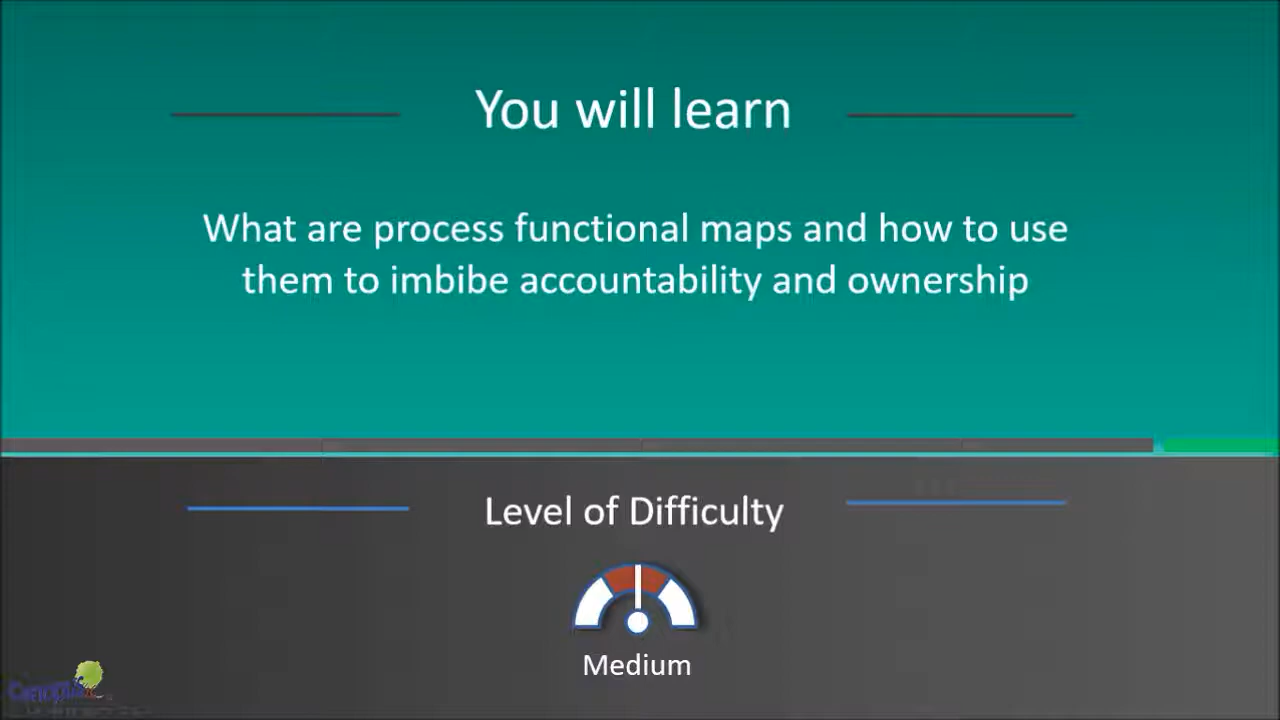 You will learn
What are process functional maps and how to use
them to imbibe accountability and ownership
Level of Difficulty
Medium